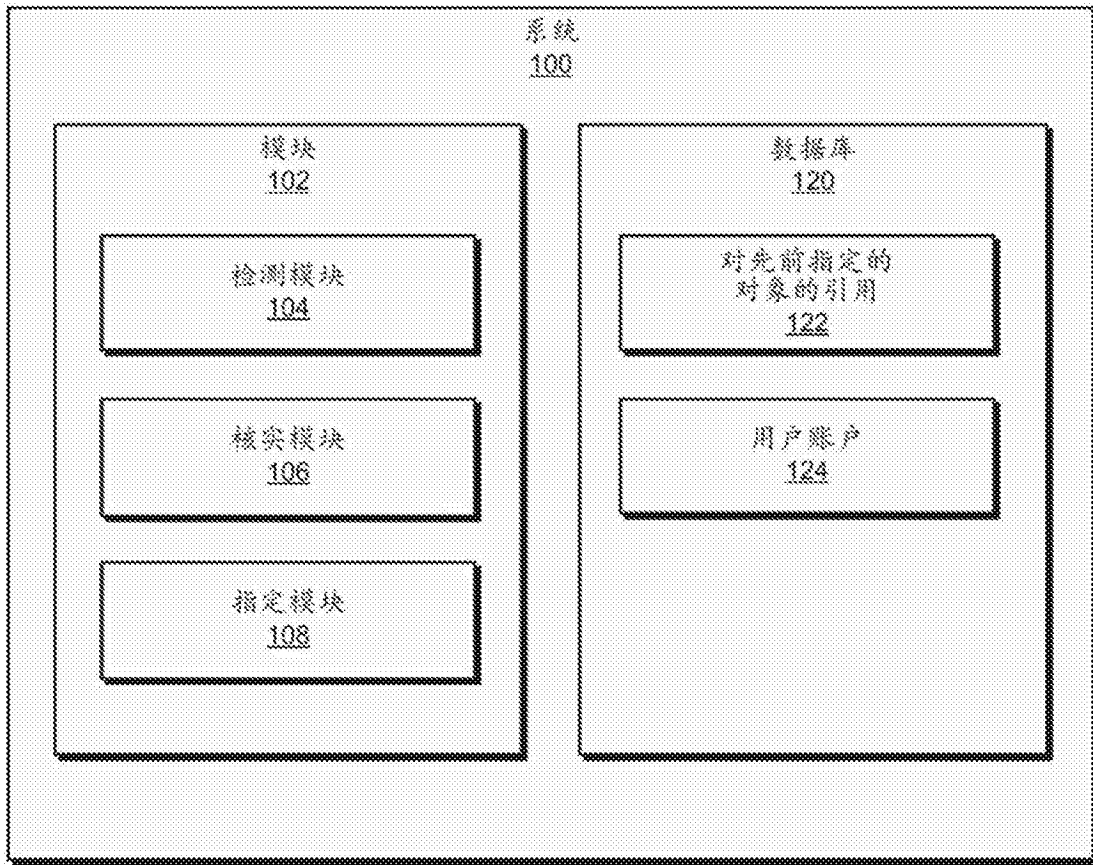 系统
100
模块
102
检测模块
104
核实模块
106
指定模块
108
数据库
120
对先前指定的
对象的引用
122
用户账户
124